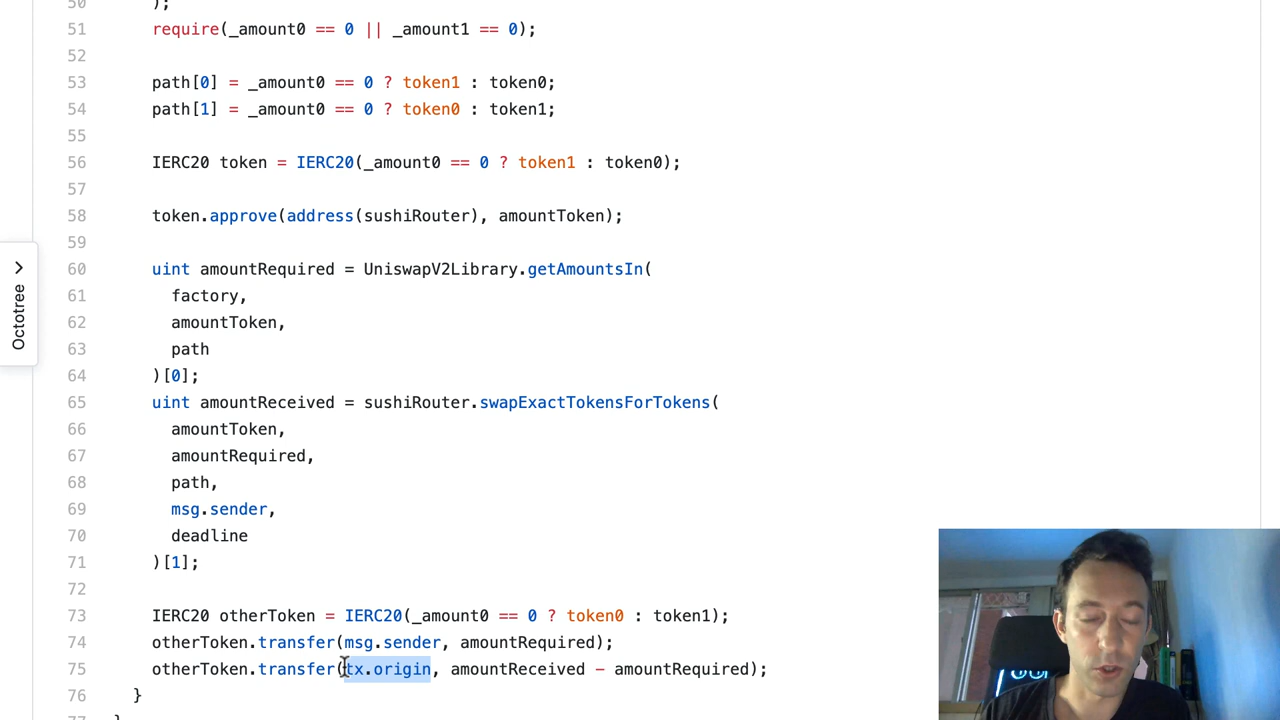 50 );
51 require(_amount0 == 0 || _amount1 == 0);
52
53 path[0] = _amount0 == 0 ? token1 : token0;
54 path[1] = _amount0 == 0 ? token0 : token1;
55
56 IERC20 token = IERC20(_amount0 == 0 ? token1 : token0);
57
58 token.approve(address(sushiRouter), amountToken);
59
60 uint amountRequired = UniswapV2Library.getAmountsIn(
61 factory,
62 amountToken,
63 path
64 )[0];
65 uint amountReceived = sushiRouter.swapExactTokensForTokens(
66 amountToken,
67 amountRequired,
68 path,
69 msg.sender,
70 deadline
71 )[1];
72
73 IERC20 otherToken = IERC20(_amount0 == 0 ? token0 : token1);
74 otherToken.transfer(msg.sender, amountRequired);
75 otherToken.transfer(tx.origin, amountReceived - amountRequired);
76 }
77 }
Octotree